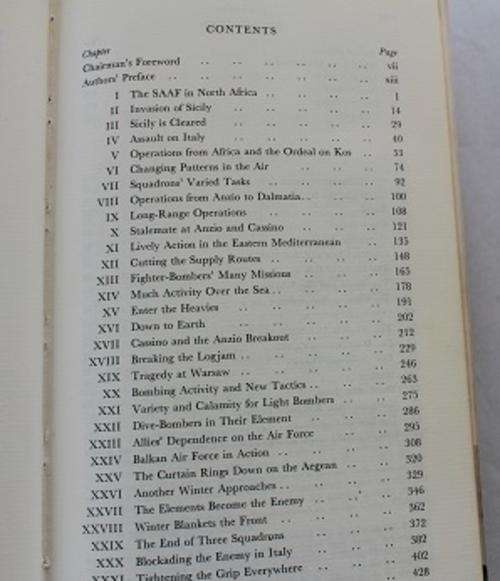 CONTENTS
Chapter Page
Chairman's Foreword .. .. .. .. .. .. vii
Authors' Preface .. .. .. .. .. .. .. xiii
I The SAAF in North Africa .. .. .. .. 1
II Invasion of Sicily .. .. .. .. .. 14
III Sicily is Cleared .. .. .. .. .. 29
IV Assault on Italy .. .. .. .. .. 40
V Operations from Africa and the Ordeal on Kos .. 53
VI Changing Patterns in the Air .. .. .. 74
VII Squadrons' Varied Tasks .. .. .. .. 92
VIII Operations from Anzio to Dalmatia .. .. .. 100
IX Long-Range Operations .. .. .. .. 108
X Stalemate at Anzio and Cassino .. .. .. 121
XI Lively Action in the Eastern Mediterranean .. 135
XII Cutting the Supply Routes .. .. .. .. 148
XIII Fighter-Bombers' Many Missions .. .. .. 165
XIV Much Activity Over the Sea .. .. .. .. 178
XV Enter the Heavies .. .. .. .. 191
XVI Down to Earth .. .. .. .. 202
XVII Cassino and the Anzio Breakout .. .. .. 212
XVIII Breaking the Logjam .. .. .. .. 229
XIX Tragedy at Warsaw .. .. .. .. 246
XX Bombing Activity and New Tactics .. .. .. 263
XXI Variety and Calamity for Light Bombers .. .. 275
XXII Dive-Bombers in Their Element .. .. 286
XXIII Allies' Dependence on the Air Force .. .. 295
XXIV Balkan Air Force in Action .. .. .. 308
XXV The Curtain Rings Down on the Aegean .. .. 320
XXVI Another Winter Approaches .. .. .. 329
XXVII The Elements Become the Enemy .. .. .. 346
XXVIII Winter Blankets the Front .. .. .. 362
XXIX The End of Three Squadrons .. .. 372
XXX Blockading the Enemy in Italy .. .. 382
XXXI Tightening the Grip Everywhere .. .. 402
428